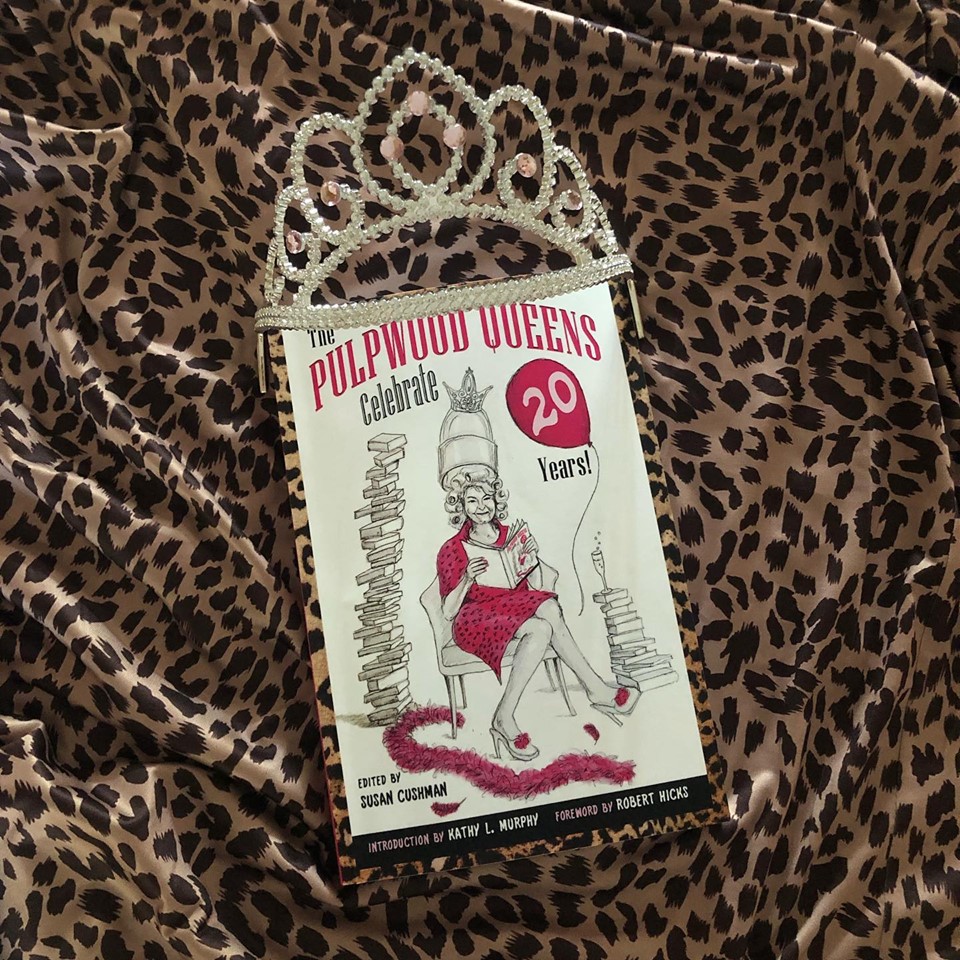 The
PULPWOOD QUEENS
Celebrate
20
Years!
EDITED BY
SUSAN CUSHMAN
INTRODUCTION BY KATHY L. MURPHY FOREWORD BY ROBERT HICKS